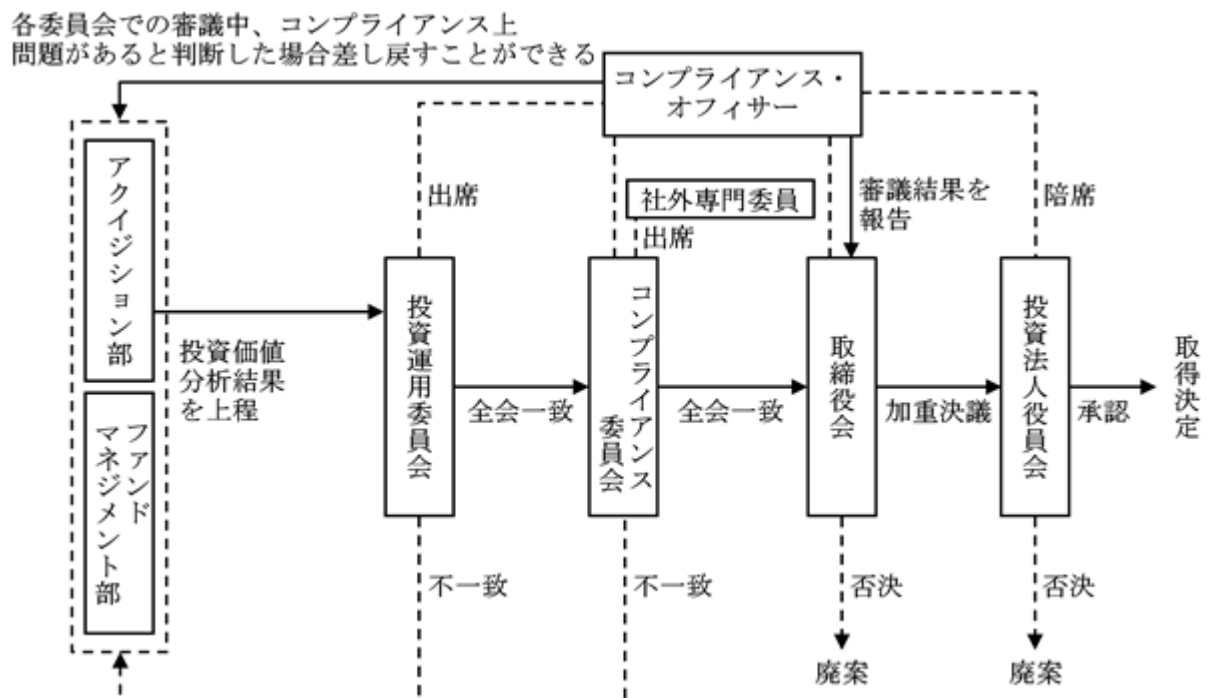 各委員会での審議中、コンプライアンス上
問題があると判断した場合差し戻すことができる
コンプライアンス・
オフィサー
アクイジション部
ファンド
マネジメント部
投資価値
分析結果
を上程
出席
投資運用委員会
全会一致
不一致
社外専門委員
出席
コンプライアンス
委員会
全会一致
不一致
審議結果を
報告
取締役会
加重決議
否決
廃案
陪席
投資法人役員会
承認
否決
廃案
取得決定